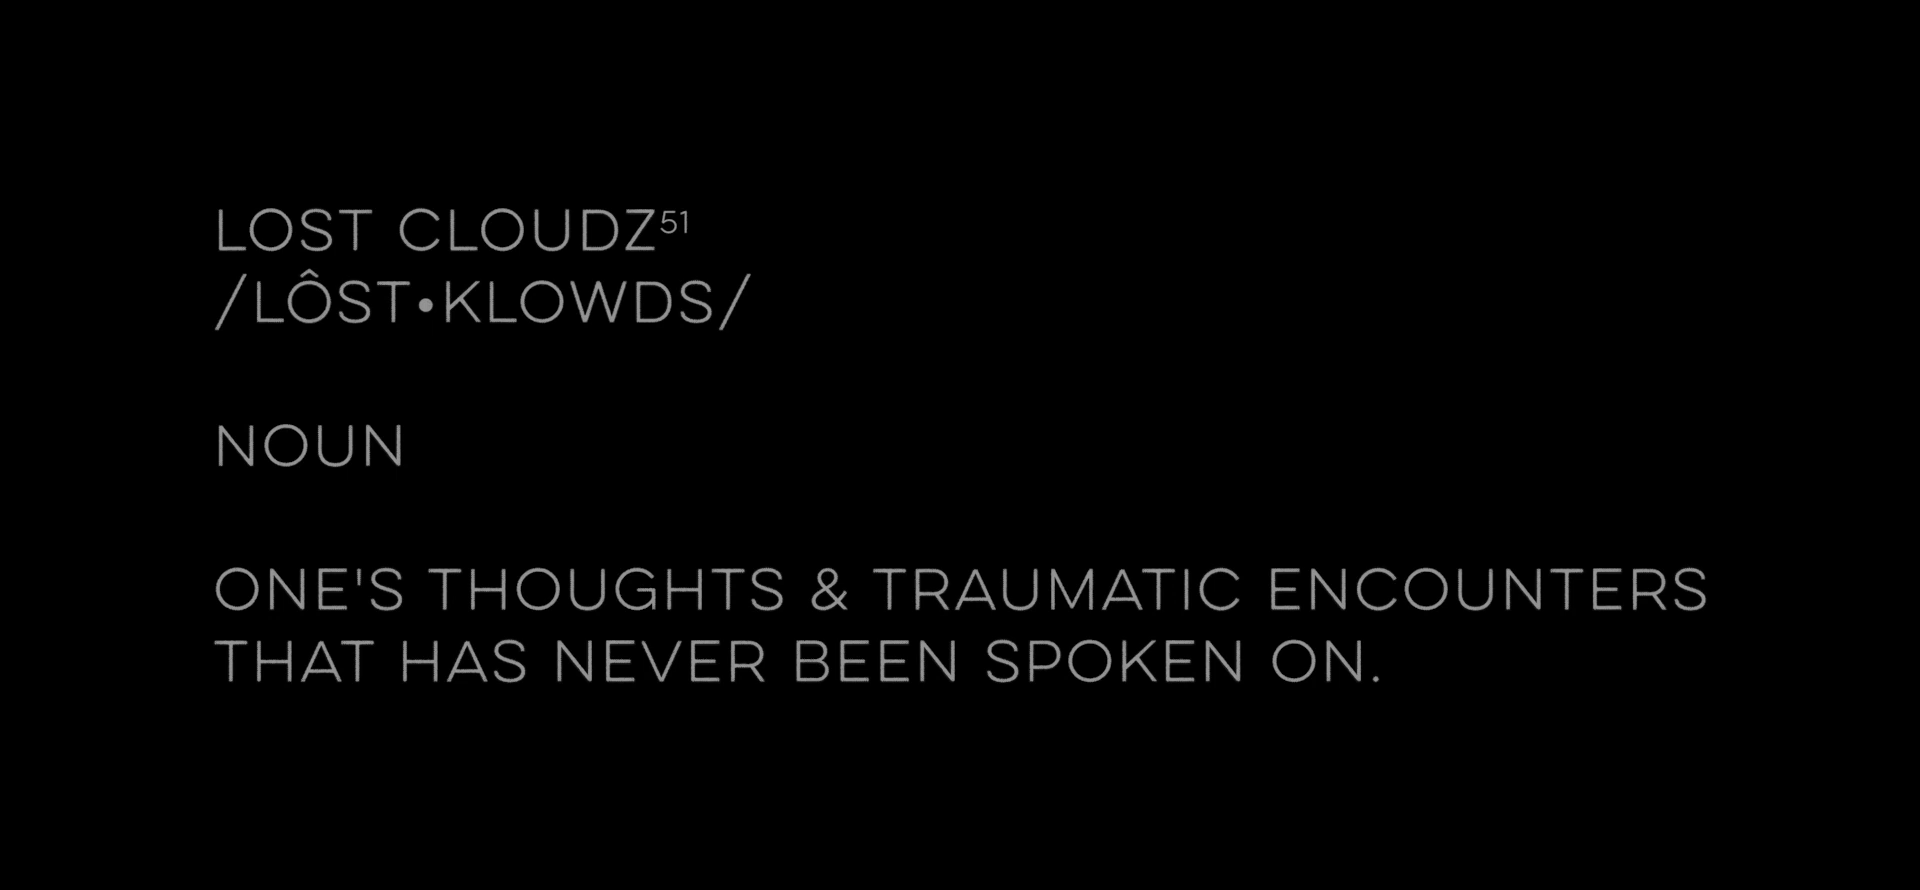 LOST CLOUDZ⁵¹
/LÔST•KLOWDS/
NOUN
ONE'S THOUGHTS & TRAUMATIC ENCOUNTERS
THAT HAS NEVER BEEN SPOKEN ON.